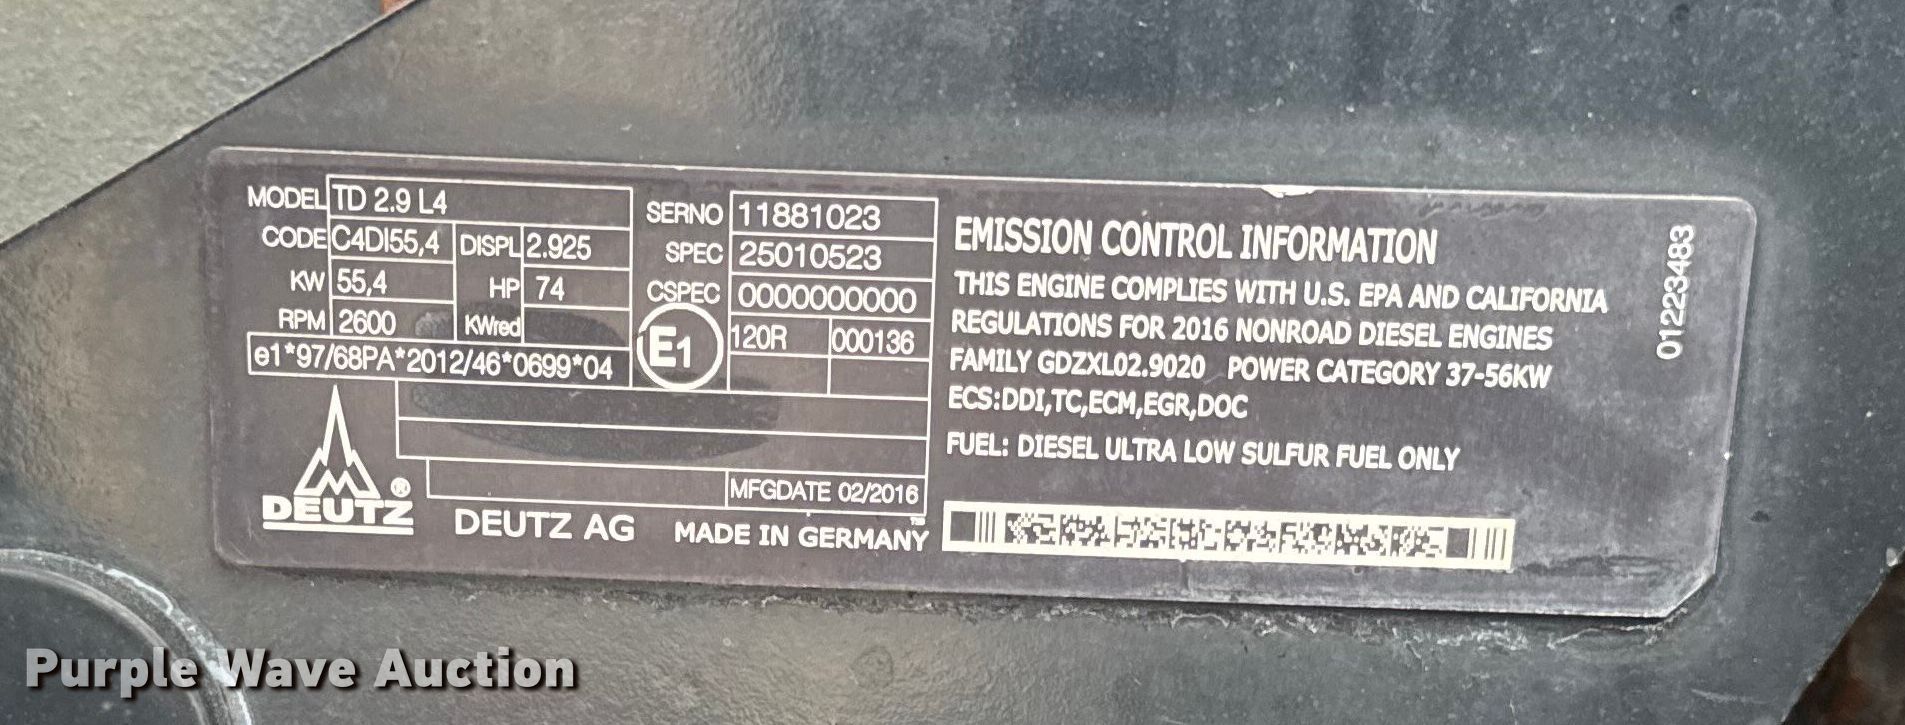 MODEL TD 2.9 L4
CODE C4DI55,4 DISPL 2.925
KW 55,4 HP 74
RPM 2600 KWred
e1*97/68PA*2012/46*0699*04
SERNO 11881023
SPEC 25010523
CSPEC 0000000000
E1 120R 000136
MFGDATE 02/2016
DEUTZ ®
DEUTZ AG MADE IN GERMANY
EMISSION CONTROL INFORMATION
THIS ENGINE COMPLIES WITH U.S. EPA AND CALIFORNIA
REGULATIONS FOR 2016 NONROAD DIESEL ENGINES
FAMILY GDZXL02.9020 POWER CATEGORY 37-56KW
ECS:DDI,TC,ECM,EGR,DOC
FUEL: DIESEL ULTRA LOW SULFUR FUEL ONLY
01223483
Purple Wave Auction